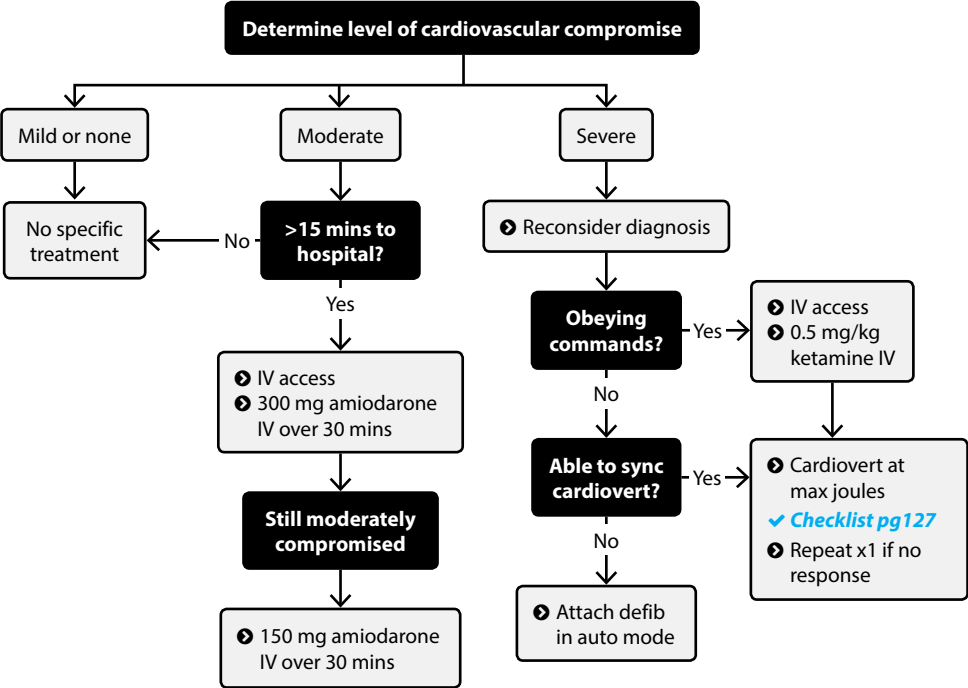 Determine level of cardiovascular compromise
Mild or none
Moderate
Severe
No specific
treatment
No
>15 mins to
hospital?
Yes
IV access
300 mg amiodarone
IV over 30 mins
Still moderately
compromised
150 mg amiodarone
IV over 30 mins
Reconsider diagnosis
Obeying
commands?
Yes
IV access
0.5 mg/kg
ketamine IV
No
Able to sync
cardiovert?
Yes
Cardiovert at
max joules
Checklist pg127
Repeat x1 if no
response
No
Attach defib
in auto mode